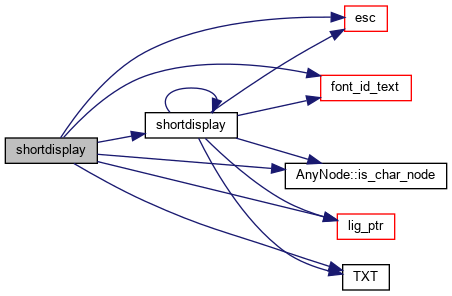 shortdisplay
shortdisplay
esc
font_id_text
AnyNode::is_char_node
lig_ptr
TXT